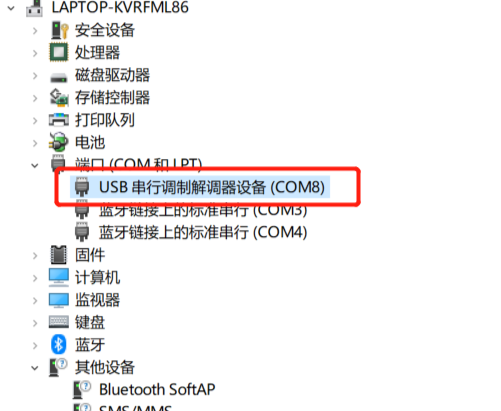 LAPTOP-KVRFML86
安全设备
处理器
磁盘驱动器
存储控制器
打印队列
电池
端口 (COM 和 LPT)
USB 串行调制解调器设备 (COM8)
蓝牙链接上的标准串行 (COM3)
蓝牙链接上的标准串行 (COM4)
固件
计算机
监视器
键盘
蓝牙
其他设备
Bluetooth SoftAP
SMS/MMS